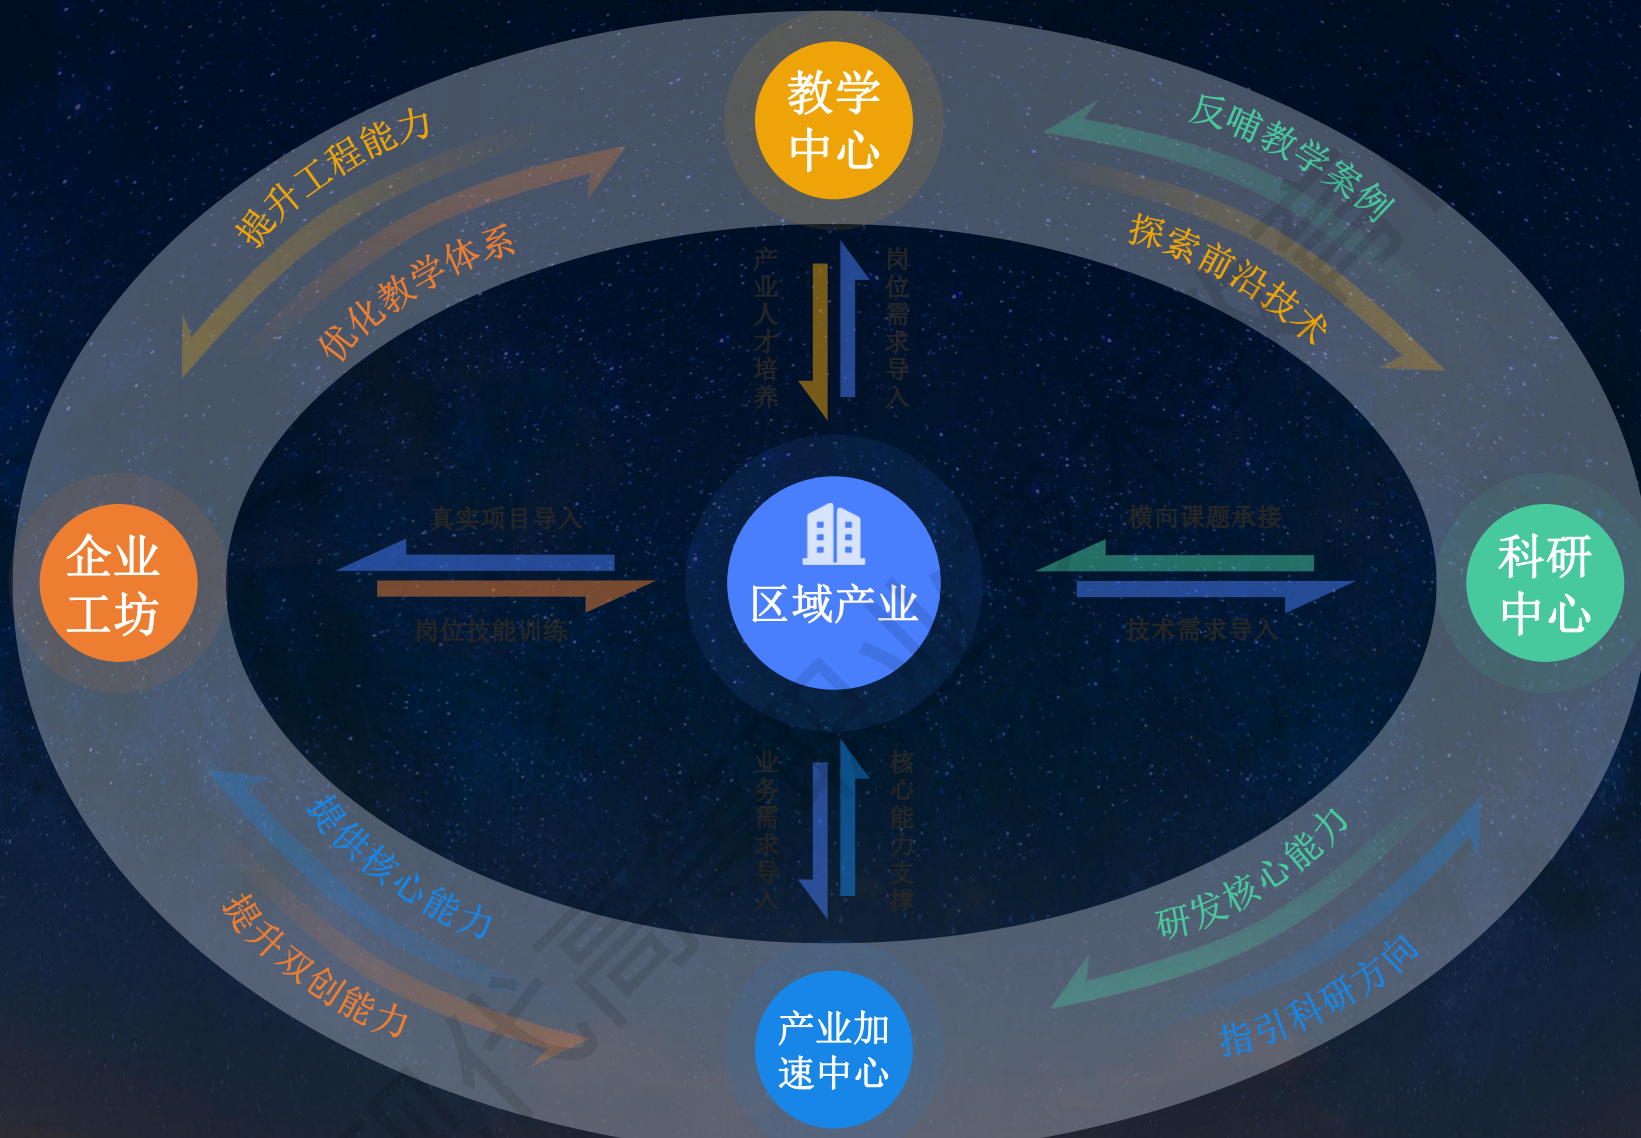 教学
中心
提升工程能力
优化教学体系
反哺教学案例
探索前沿技术
产业人才培养
岗位需求导入
企业
工坊
真实项目导入
岗位技能训练
区域产业
横向课题承接
技术需求导入
科研
中心
业务需求导入
核心能力支撑
提供核心能力
提升双创能力
研发核心能力
指引科研方向
产业加
速中心